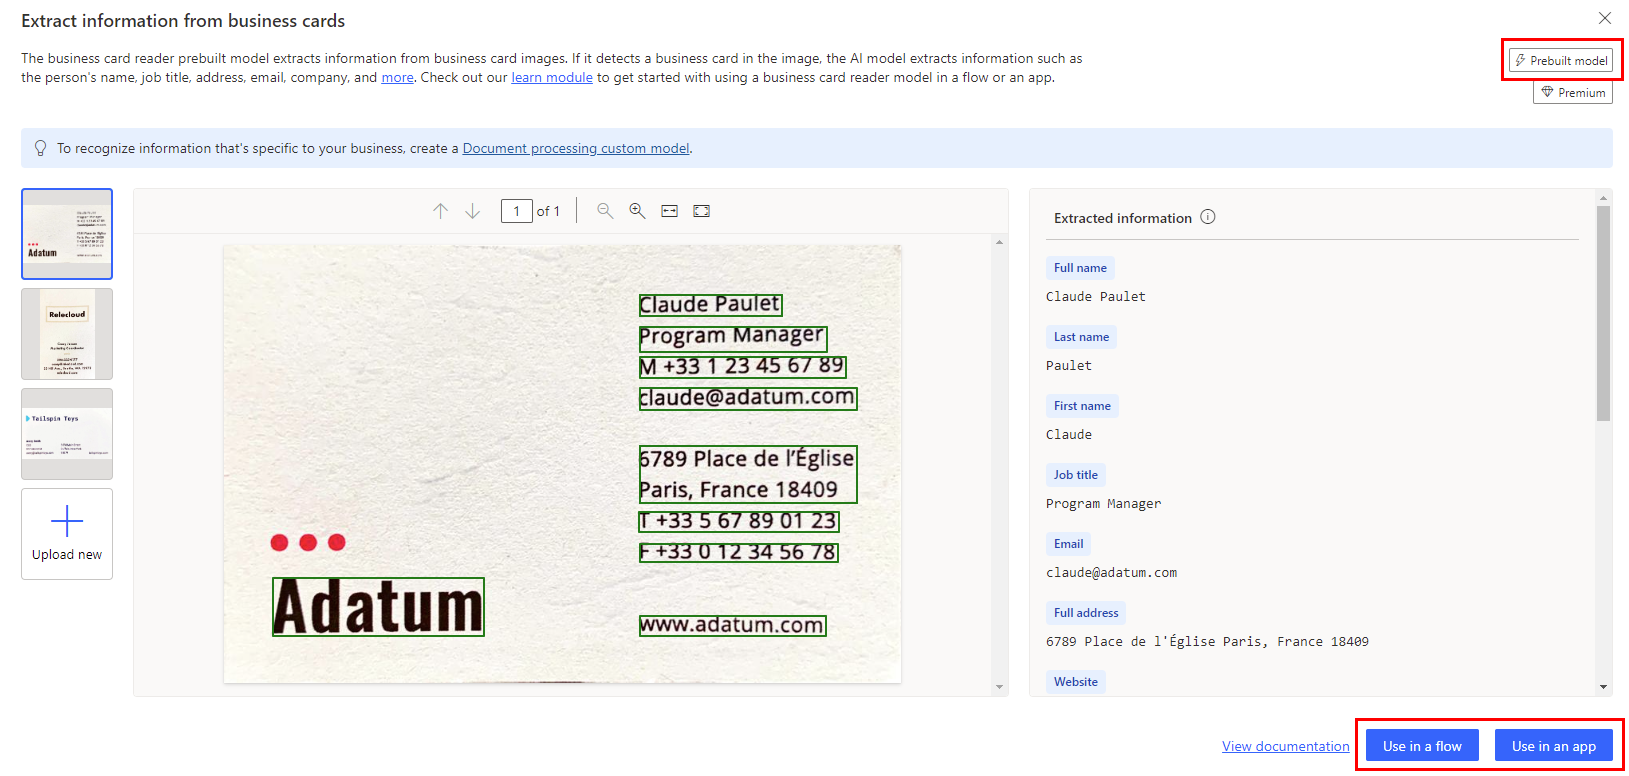 Extract information from business cards
The business card reader prebuilt model extracts information from business card images. If it detects a business card in the image, the AI model extracts information such as
the person's name, job title, address, email, company, and more. Check out our learn module to get started with using a business card reader model in a flow or an app.
Prebuilt model
Premium
To recognize information that's specific to your business, create a Document processing custom model.
Adatum
Relecloud
Tailspin Toys
Upload new
1 of 1
Claude Paulet
Program Manager
M +33 1 23 45 67 89
claude@adatum.com
6789 Place de l'Église
Paris, France 18409
T +33 5 67 89 01 23
F +33 0 12 34 56 78
Adatum
www.adatum.com
Extracted information
Full name
Claude Paulet
Last name
Paulet
First name
Claude
Job title
Program Manager
Email
claude@adatum.com
Full address
6789 Place de l'Église Paris, France 18409
Website
View documentation
Use in a flow
Use in an app